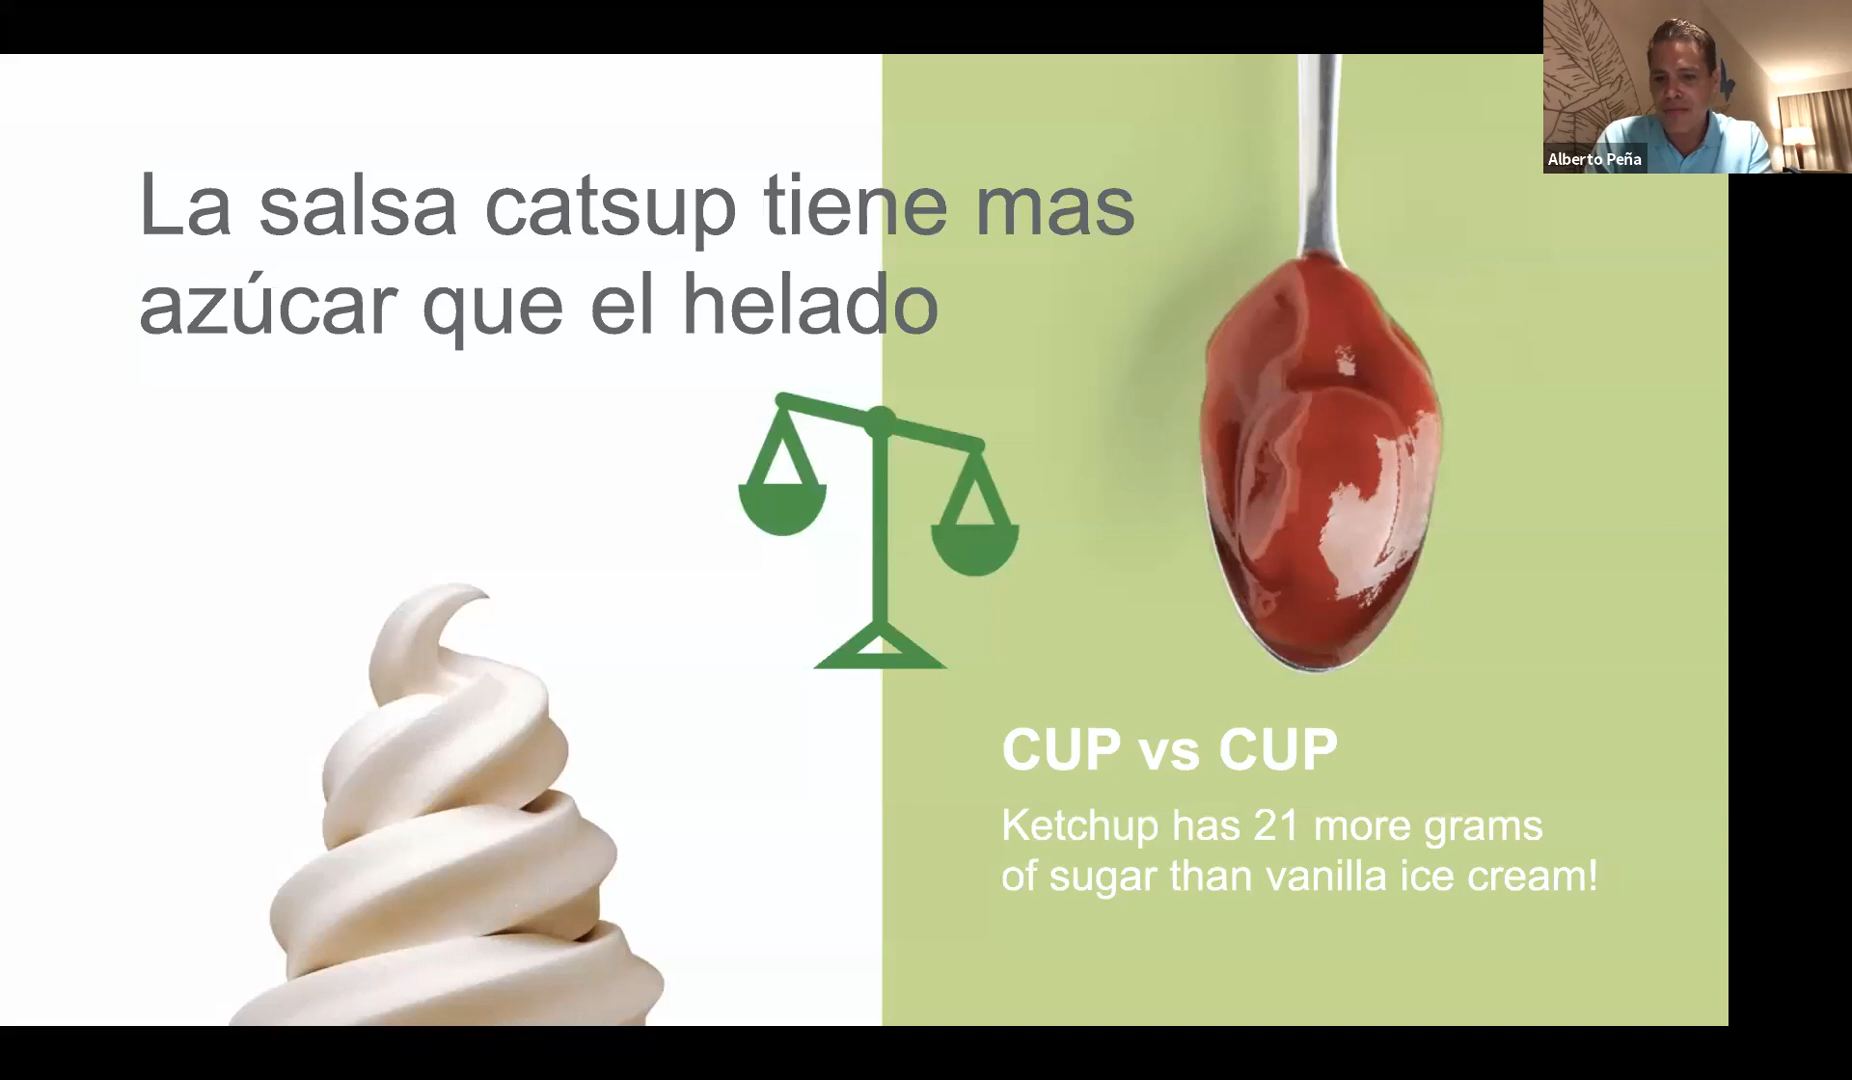 Alberto Peña
La salsa catsup tiene mas
azúcar que el helado
CUP vs CUP
Ketchup has 21 more grams
of sugar than vanilla ice cream!